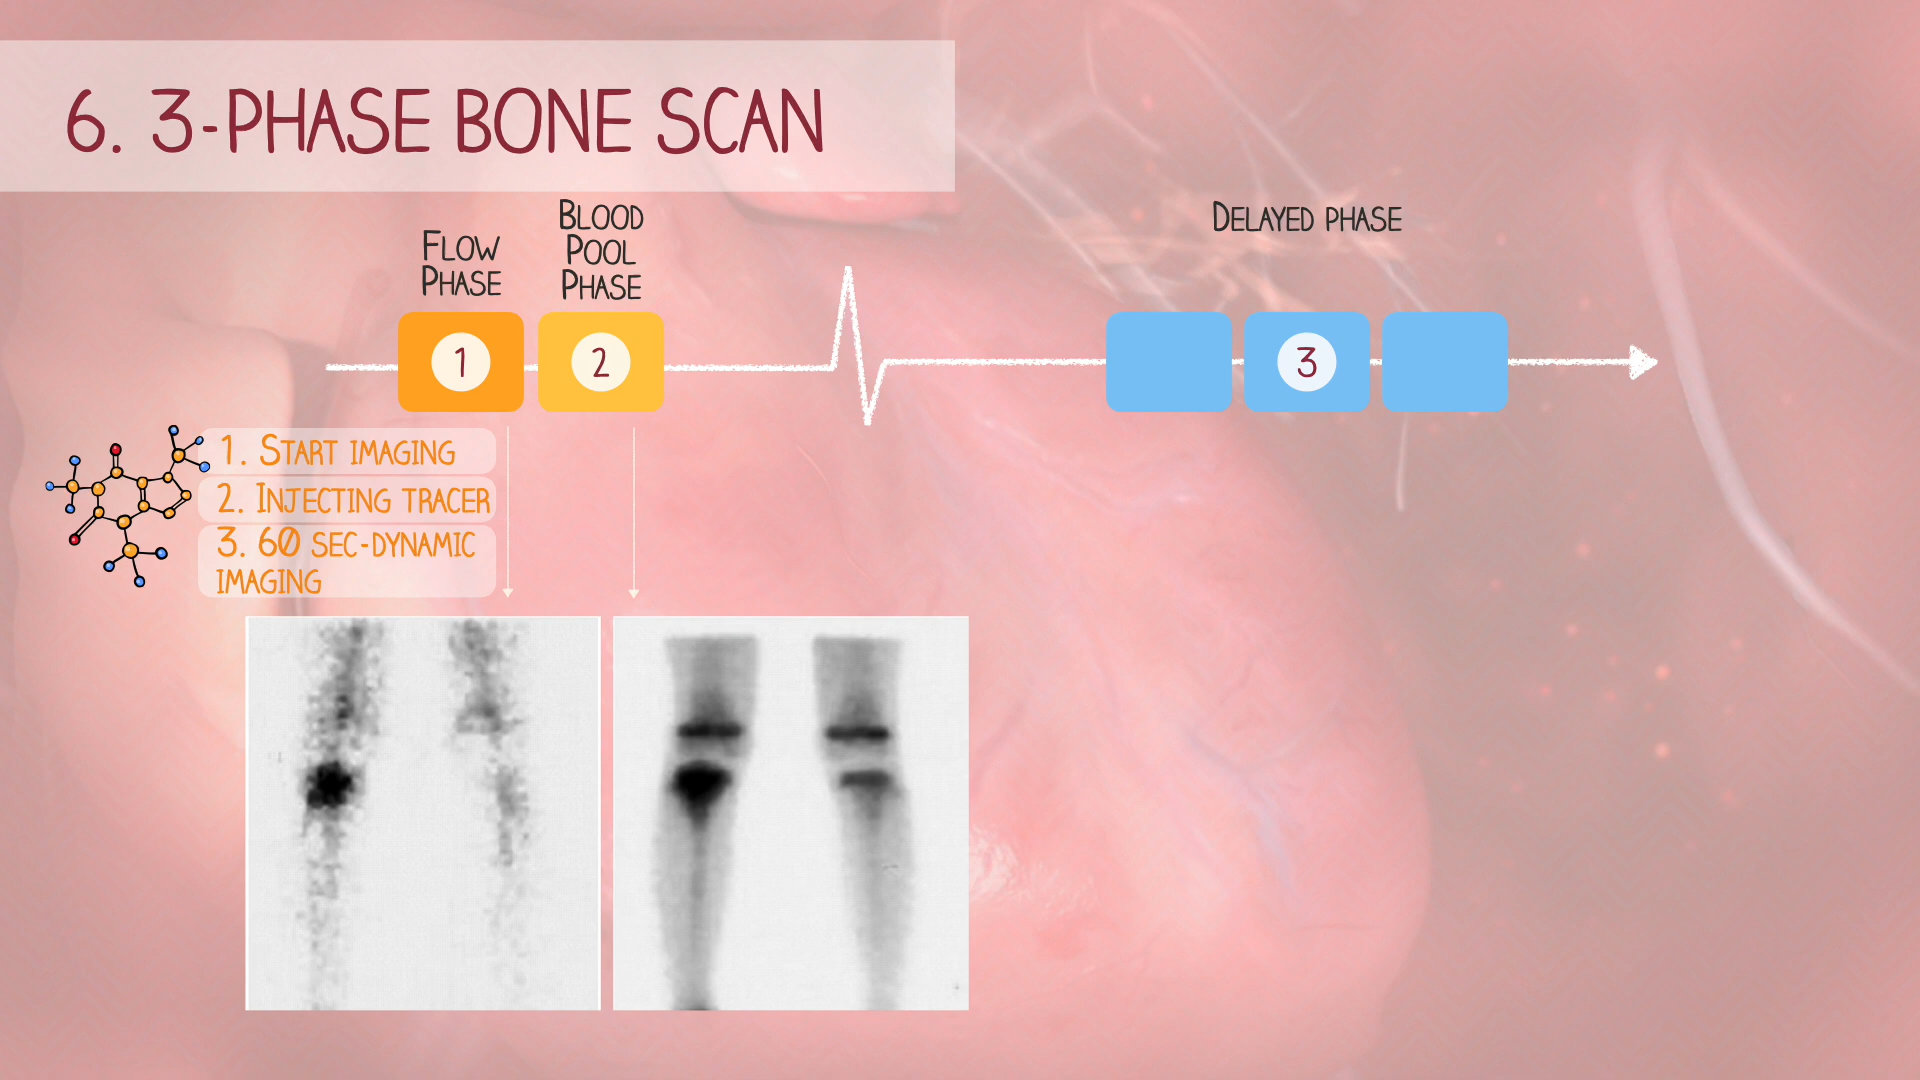 6. 3-PHASE BONE SCAN
FLOW
PHASE
BLOOD
POOL
PHASE
DELAYED PHASE
1
2
3
1. START IMAGING
2. INJECTING TRACER
3. 60 SEC-DYNAMIC
IMAGING